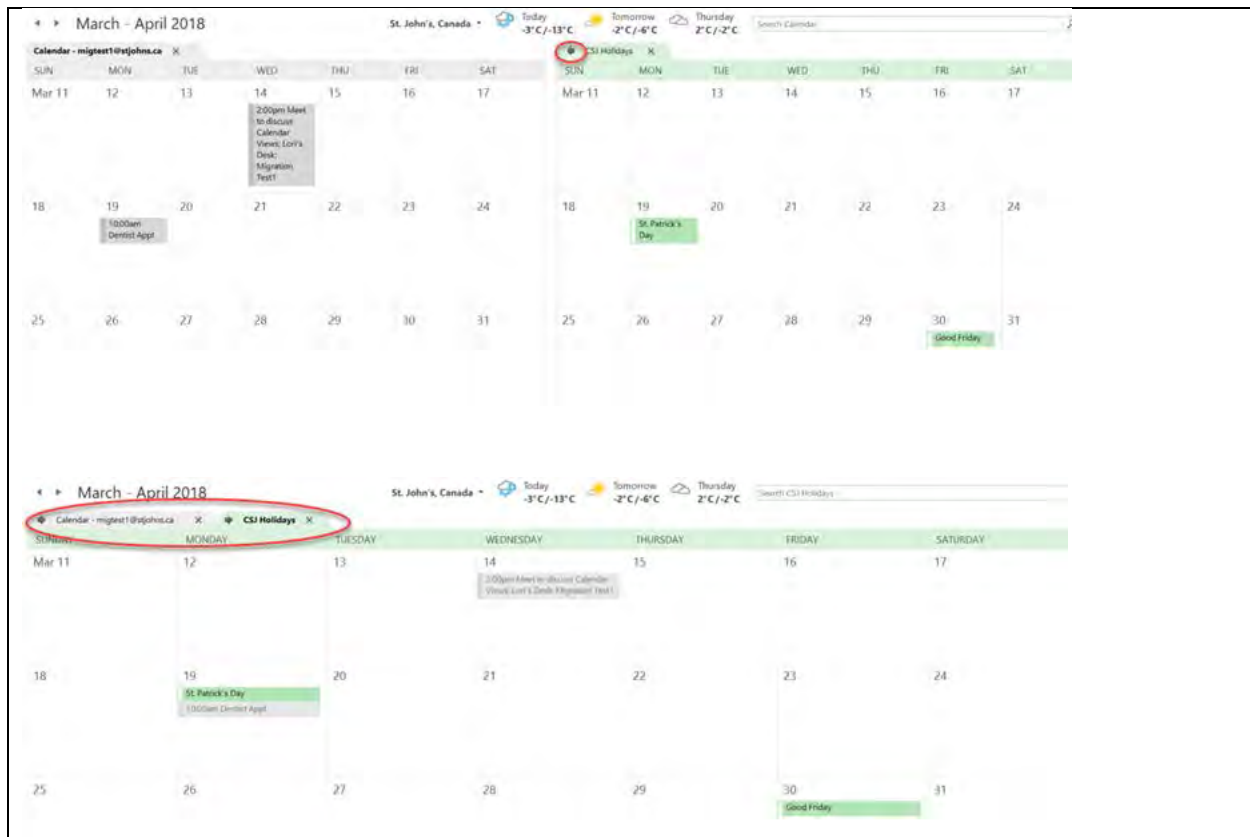 March - April 2018
St. John's, Canada
Today
-3°C/-13°C
Tomorrow
-2°C/-6°C
Thursday
2°C/-2°C
Search Calendar
Calendar - migtest1@stjohns.ca X
CSJ Holidays X
SUN MON TUE WED THU FRI SAT
SUN MON TUE WED THU FRI SAT
Mar 11 12 13 14 15 16 17
2:00pm Meet
to discuss
Calendar
Views; Lori's
Desk;
Migration
Test1
Mar 11 12 13 14 15 16 17
18 19 20 21 22 23 24
10:00am
Dentist Appt
18 19 20 21 22 23 24
St. Patrick's
Day
25 26 27 28 29 30 31
25 26 27 28 29 30 31
Good Friday
March - April 2018
St. John's, Canada
Today
-3°C/-13°C
Tomorrow
-2°C/-6°C
Thursday
2°C/-2°C
Search CSJ Holidays
Calendar - migtest1@stjohns.ca X
CSJ Holidays X
SUNDAY MONDAY TUESDAY WEDNESDAY THURSDAY FRIDAY SATURDAY
Mar 11 12 13 14 15 16 17
2:00pm Meet to discuss Calendar
Views; Lori's Desk; Migration Test1
18 19 20 21 22 23 24
St. Patrick's Day
10:00am Dentist Appt
25 26 27 28 29 30 31
Good Friday